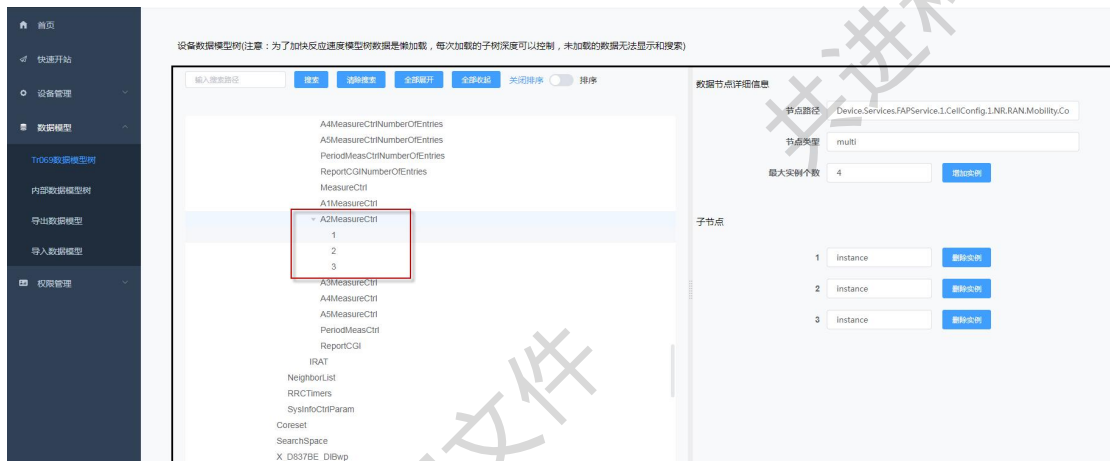 首页
快速开站
设备管理
数据模型
Tr069数据模型树
内部数据模型树
导出数据模型
导入数据模型
权限管理
设备数据模型树(注意：为了加快反应速度模型树数据是懒加载，每次加载的子树深度可以控制，未加载的数据无法显示和搜索)
输入搜索路径 搜索 清除搜索 全部展开 全部收起 关闭排序 排序
A4MeasureCtrlNumberOfEntries
A5MeasureCtrlNumberOfEntries
PeriodMeasCtrlNumberOfEntries
ReportCGINumberOfEntries
MeasureCtrl
A1MeasureCtrl
A2MeasureCtrl
1
2
3
A3MeasureCtrl
A4MeasureCtrl
A5MeasureCtrl
PeriodMeasCtrl
ReportCGI
IRAT
NeighborList
RRCTimers
SysInfoCtrlParam
Coreset
SearchSpace
X_D837BE_DlBwp
数据节点详细信息
节点路径 Device.Services.FAPService.1.CellConfig.1.NR.RAN.Mobility.Co
节点类型 multi
最大实例个数 4 增加实例
子节点
1 instance 删除实例
2 instance 删除实例
3 instance 删除实例
共进
文件